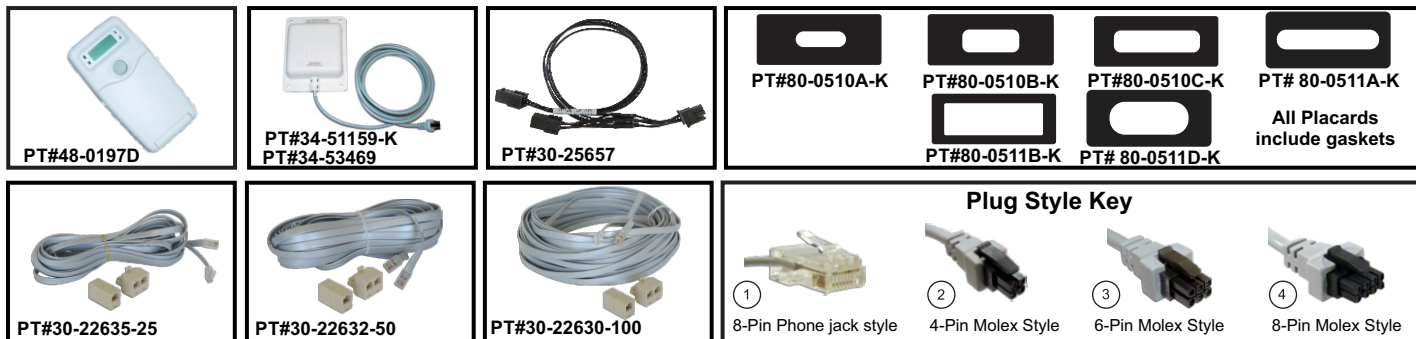 PT#48-0197D
PT#34-51159-K
PT#34-53469
PT#30-25657
PT#80-0510A-K
PT#80-0510B-K
PT#80-0510C-K
PT# 80-0511A-K
PT#80-0511B-K
PT# 80-0511D-K
All Placards
include gaskets
PT#30-22635-25
PT#30-22632-50
PT#30-22630-100
Plug Style Key
1
8-Pin Phone jack style
2
4-Pin Molex Style
3
6-Pin Molex Style
4
8-Pin Molex Style